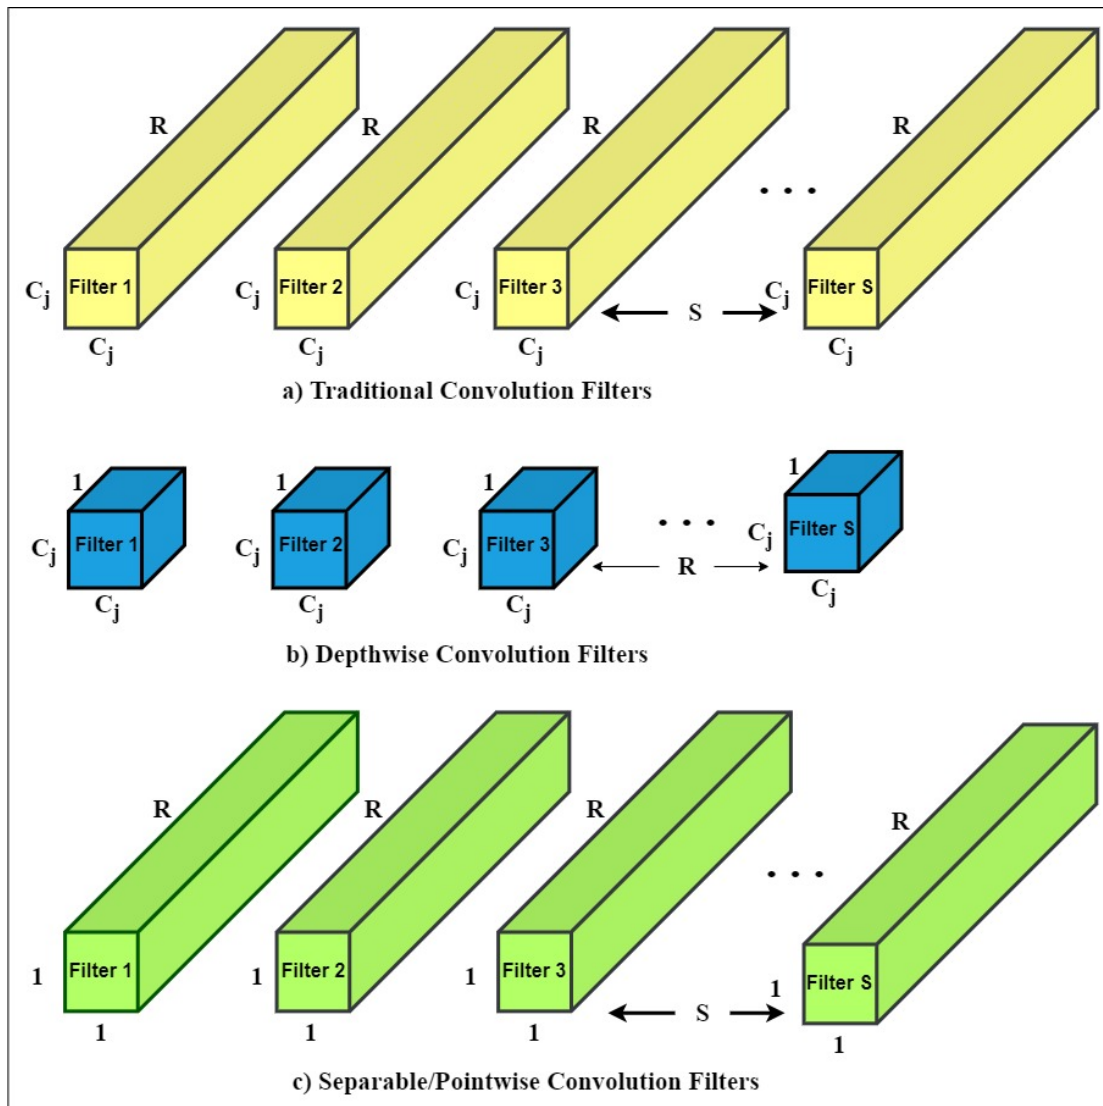 R R R R
. . .
Filter 1 Filter 2 Filter 3 Filter S
Cj Cj Cj Cj
S
Cj Cj Cj Cj
a) Traditional Convolution Filters
1 1 1 1
. . .
Filter 1 Filter 2 Filter 3 Filter S
Cj Cj Cj Cj
R
Cj Cj Cj Cj
b) Depthwise Convolution Filters
R R R R
. . .
Filter 1 Filter 2 Filter 3 Filter S
1 1 1 1
S
1 1 1 1
c) Separable/Pointwise Convolution Filters